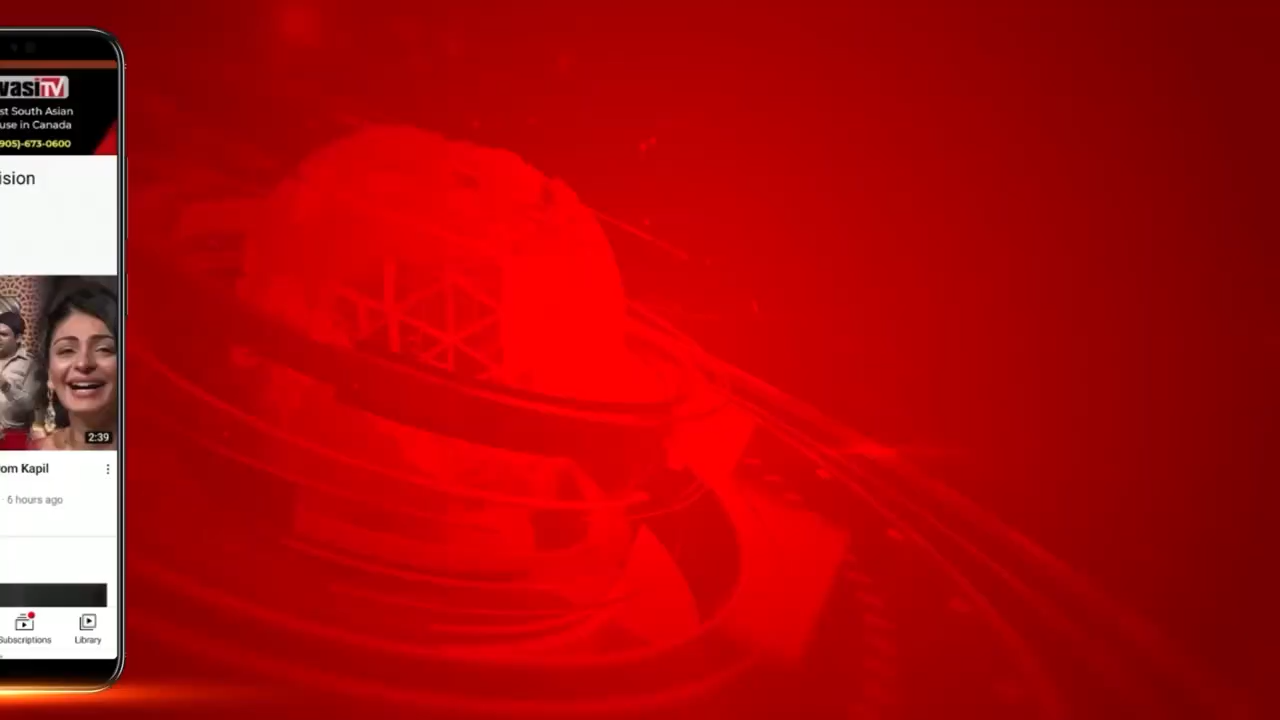 wasiTV
st South Asian
use in Canada
905)-673-0600
ision
2:39
om Kapil
· 6 hours ago
Subscriptions
Library